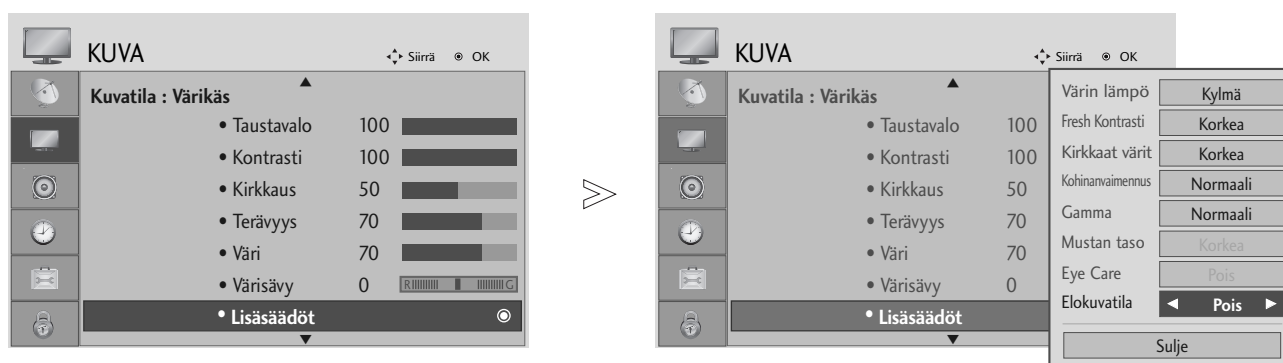 KUVA
Siirrä OK
Kuvatila : Värikäs
• Taustavalo 100
• Kontrasti 100
• Kirkkaus 50
• Terävyys 70
• Väri 70
• Värisävy 0 R G
• Lisäsäädöt
KUVA
Siirrä OK
Kuvatila : Värikäs
• Taustavalo 100
• Kontrasti 100
• Kirkkaus 50
• Terävyys 70
• Väri 70
• Värisävy 0
• Lisäsäädöt
Värin lämpö Kylmä
Fresh Kontrasti Korkea
Kirkkaat värit Korkea
Kohinanvaimennus Normaali
Gamma Normaali
Mustan taso Korkea
Eye Care Pois
Elokuvatila ◄ Pois ►
Sulje